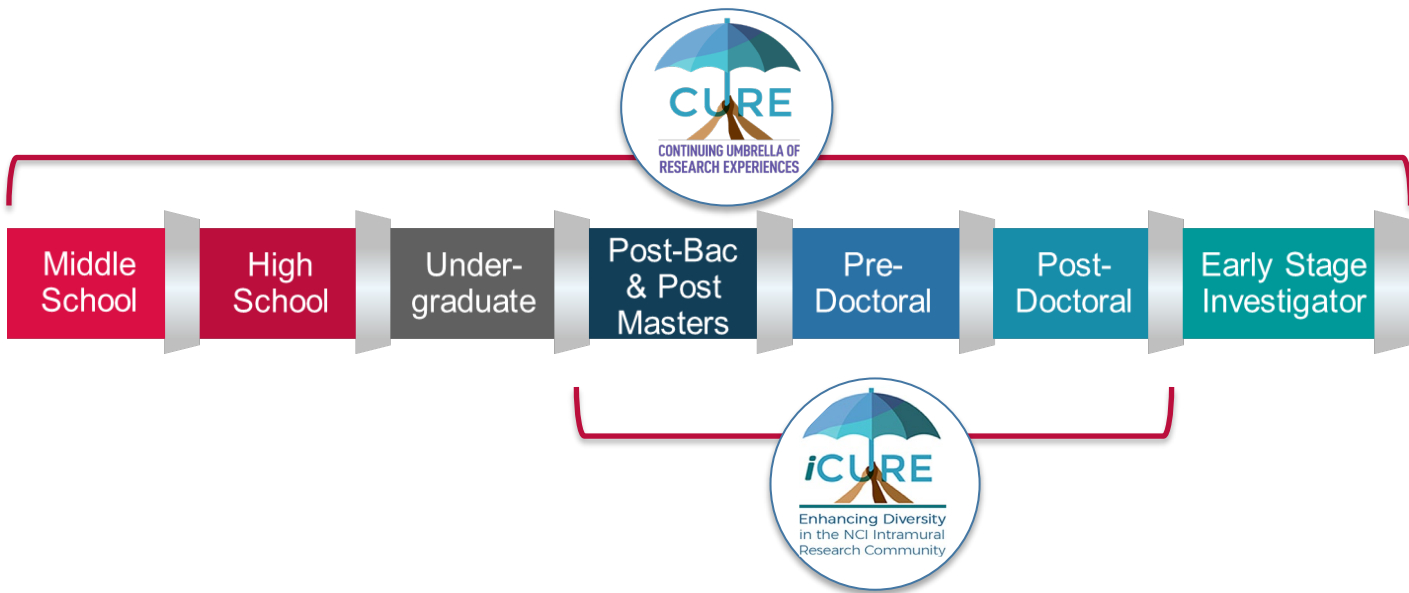 CURE
CONTINUING UMBRELLA OF
RESEARCH EXPERIENCES
Middle
School
High
School
Under-
graduate
Post-Bac
& Post
Masters
Pre-
Doctoral
Post-
Doctoral
Early Stage
Investigator
iCURE
Enhancing Diversity
in the NCI Intramural
Research Community